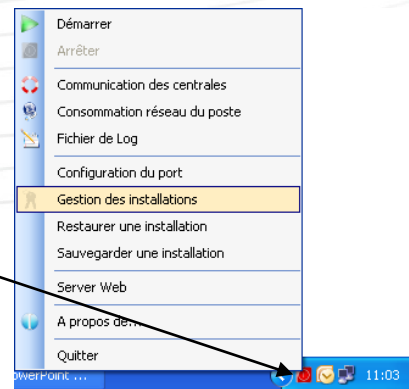 Démarrer
Arrêter
Communication des centrales
Consommation réseau du poste
Fichier de Log
Configuration du port
Gestion des installations
Restaurer une installation
Sauvegarder une installation
Server Web
A propos de...
Quitter
owerPoint ...
11:03